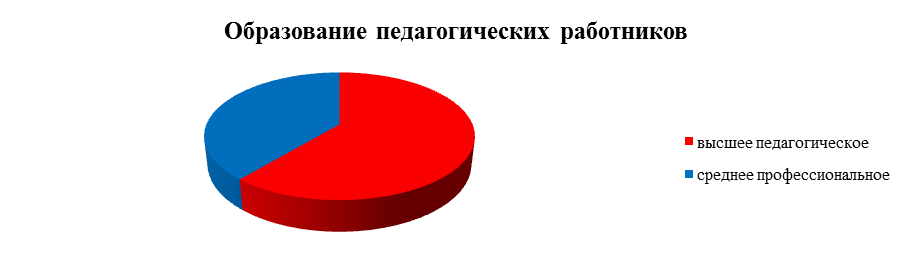 Образование педагогических работников
высшее педагогическое
среднее профессиональное